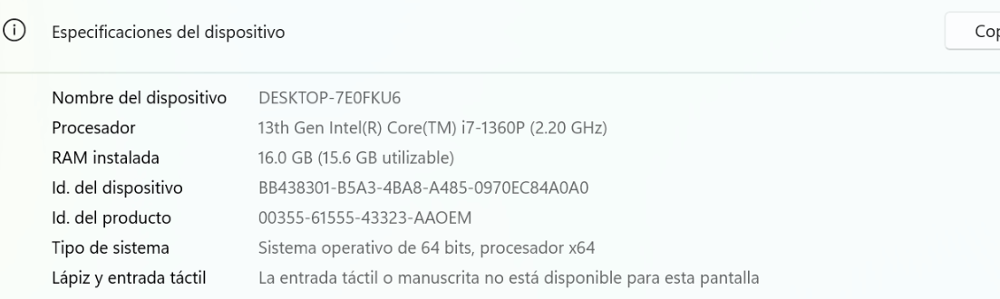 Especificaciones del dispositivo
Cop
Nombre del dispositivo DESKTOP-7E0FKU6
Procesador 13th Gen Intel(R) Core(TM) i7-1360P (2.20 GHz)
RAM instalada 16.0 GB (15.6 GB utilizable)
Id. del dispositivo BB438301-B5A3-4BA8-A485-0970EC84A0A0
Id. del producto 00355-61555-43323-AAOEM
Tipo de sistema Sistema operativo de 64 bits, procesador x64
Lápiz y entrada táctil La entrada táctil o manuscrita no está disponible para esta pantalla